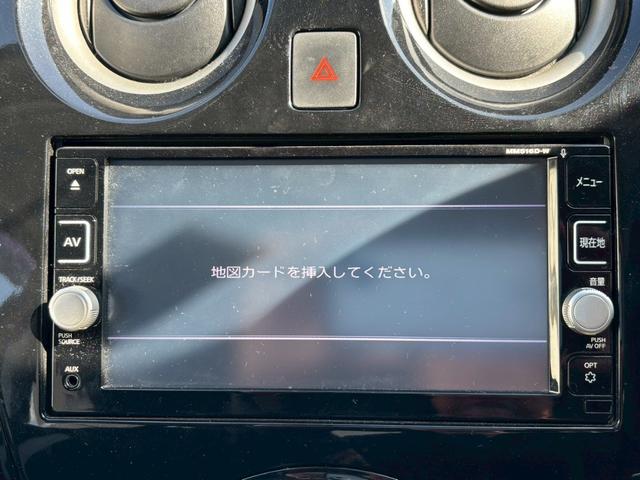 MM516D-W
OPEN
メニュー
AV
現在地
地図カードを挿入してください。
TRACK/SEEK
音量
PUSH
SOURCE
PUSH
AV OFF
AUX
OPT